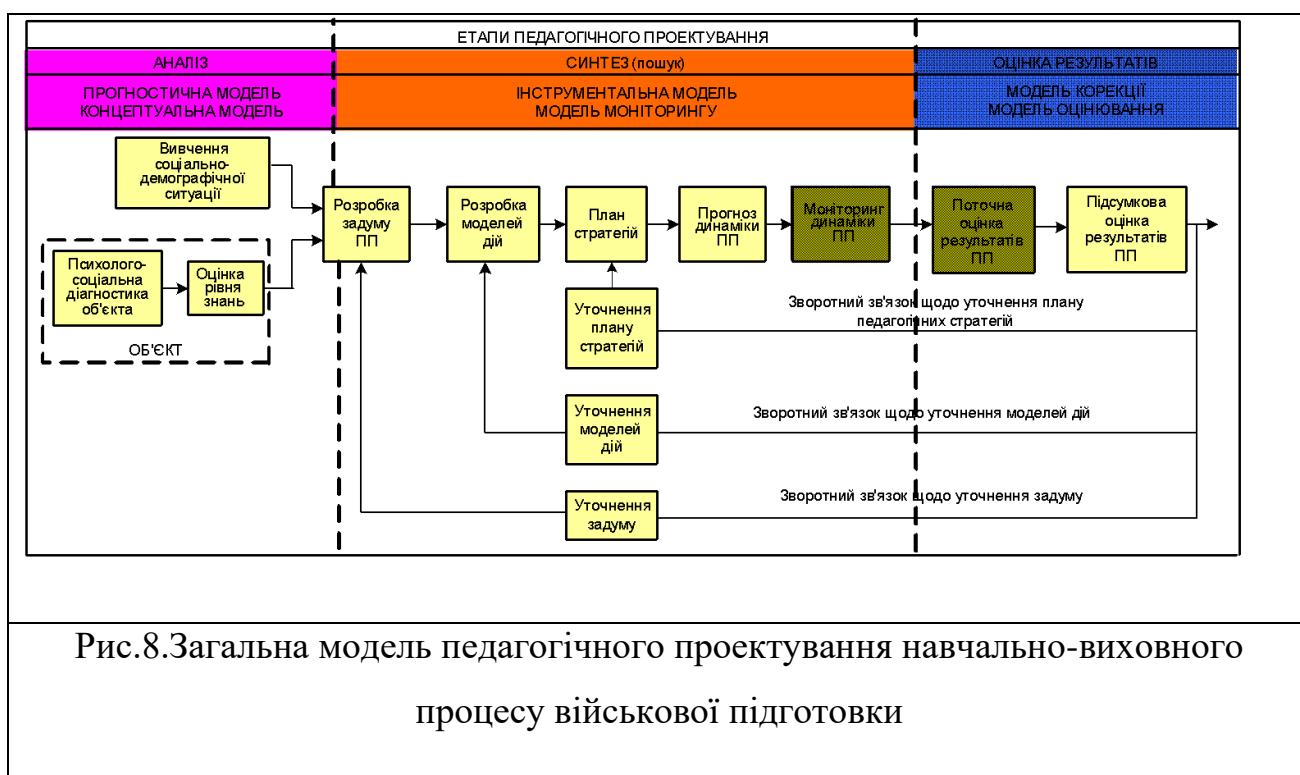 ЕТАПИ ПЕДАГОГІЧНОГО ПРОЕКТУВАННЯ
АНАЛІЗ
СИНТЕЗ (пошук)
ОЦІНКА РЕЗУЛЬТАТІВ
ПРОГНОСТИЧНА МОДЕЛЬ
КОНЦЕПТУАЛЬНА МОДЕЛЬ
ІНСТРУМЕНТАЛЬНА МОДЕЛЬ
МОДЕЛЬ МОНІТОРИНГУ
МОДЕЛЬ КОРЕКЦІЇ
МОДЕЛЬ ОЦІНЮВАННЯ
Вивчення
соціально-
демографічної
ситуації
Психолого-
соціальна
діагностика
об'єкта
Оцінка
рівня
знань
ОБ'ЄКТ
Розробка
задуму
ПП
Розробка
моделей
дій
План
стратегій
Прогноз
динаміки
ПП
Моніторинг
динаміки
ПП
Поточна
оцінка
результатів
ПП
Підсумкова
оцінка
результатів
ПП
Уточнення
плану
стратегій
Зворотний зв'язок щодо уточнення плану
педагогічних стратегій
Уточнення
моделей
дій
Зворотний зв'язок щодо уточнення моделей дій
Уточнення
задуму
Зворотний зв'язок щодо уточнення задуму
Рис.8.Загальна модель педагогічного проектування навчально-виховного
процесу військової підготовки